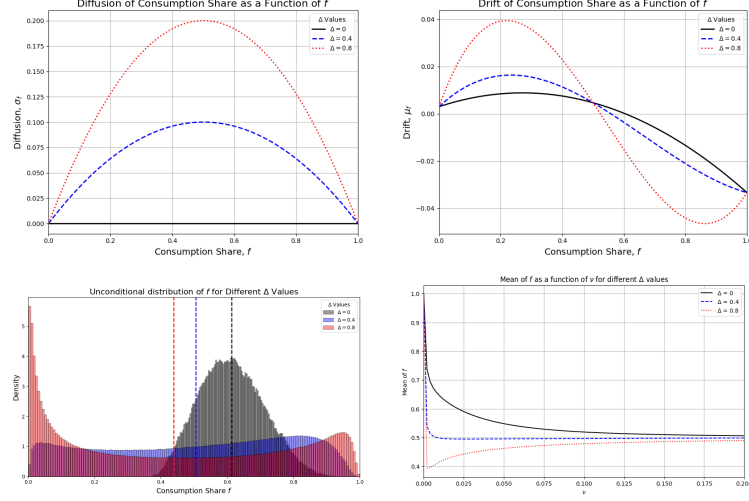 Diffusion of Consumption Share as a Function of f
Δ Values
Δ = 0
Δ = 0.4
Δ = 0.8
Diffusion, σf
0.200
0.175
0.150
0.125
0.100
0.075
0.050
0.025
0.000
0.0 0.2 0.4 0.6 0.8 1.0
Consumption Share, f
Drift of Consumption Share as a Function of f
Δ Values
Δ = 0
Δ = 0.4
Δ = 0.8
Drift, μf
0.04
0.02
0.00
−0.02
−0.04
0.0 0.2 0.4 0.6 0.8 1.0
Consumption Share, f
Unconditional distribution of f for Different Δ Values
Δ Values
Δ = 0
Δ = 0.4
Δ = 0.8
Density
5
4
3
2
1
0
0.0 0.2 0.4 0.6 0.8 1.0
Consumption Share f
Mean of f as a function of ν for different Δ values
Δ = 0
Δ = 0.4
Δ = 0.8
Mean of f
1.0
0.9
0.8
0.7
0.6
0.5
0.4
0.000 0.025 0.050 0.075 0.100 0.125 0.150 0.175 0.200
ν